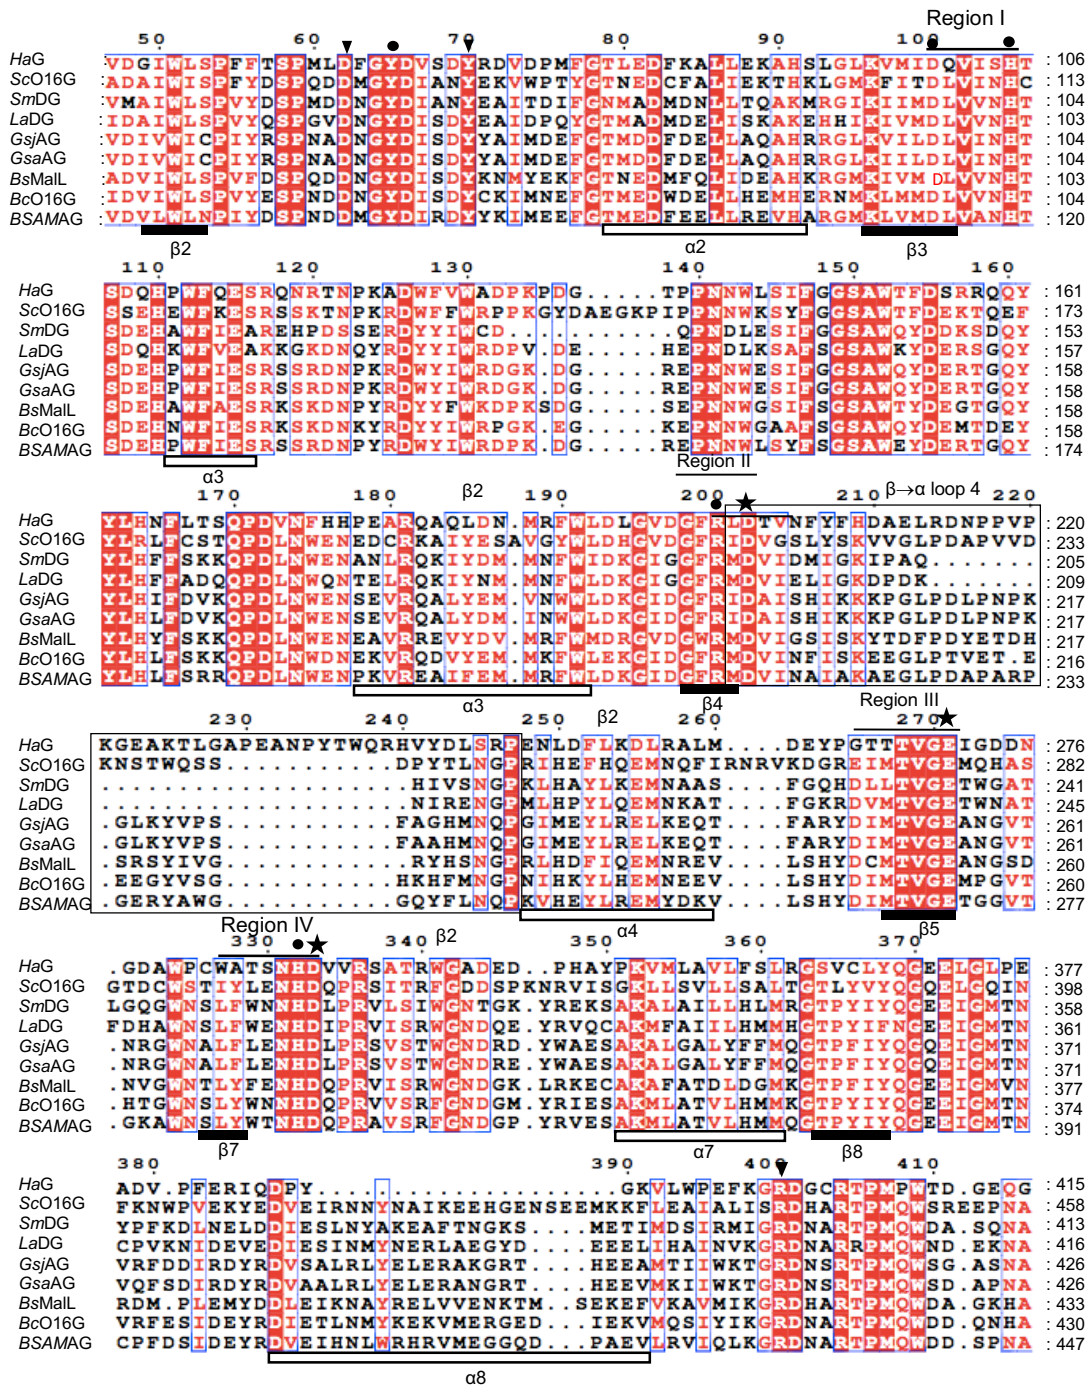 Region I
50 60 70 80 90 100
HaG VDGIWLSPFFTSPMLDFGYDVSDYRDVDPMFGTLEDFKALLEKAHSLGLKVMIDQVISHT : 106
ScO16G ADAIWLSPVYDSPQDDMGYDIANYEKVWPTYGTNEDCFALIEKTHKLGMKFITDLVINHC : 113
SmDG VMAIWLSPVYDSPMDDNGYDIANYEAITDIFGNMADMDNLLTQAKMRGIKIIMDLVVNHT : 104
LaDG IDAIWLSPVYQSPGVDNGYDISDYEAIDPQYGTMADMDELISKAKEHHIKIVMDLVVNHT : 103
GsjAG VDIVWICPIYRSPNADNGYDISDYYAIMDEFGTMDDFDELLAQAHRRGLKVILDLVINHT : 104
GsaAG VDIVWICPIYRSPNADNGYDISDYYAIMDEFGTMDDFDELLAQAHRRGLKIILDLVINHT : 104
BsMalL ADVIWLSPVFDSPQDDNGYDISDYKNMYEKFGTNEDMFQLIDEAHKRGMKIVMDLVVNHT : 103
BcO16G IDVIWLSPVYESPNDDNGYDISDYCKIMNEFGTMEDWDELLHEMHERNMKLMMDLVVNHT : 104
BSAMAG VDVLWLNPIYDSPNDDMGYDIRDYYKIMEEFGTMEDFEELLREVHARGMKLVMDLVANHT : 120
β2 α2 β3
110 120 130 140 150 160
HaG SDQHPWFQESRQNRTNPKADWFVWADPKPDG.....TPPNNWLSIFGGSAWTFDSRRQQY : 161
ScO16G SSEHEWFKESRSSKTNPKRDWFFWRPPKGYDAEGKPIPPNNWKSYFGGSAWTFDEKTQEF : 173
SmDG SDEHAWFIEAREHPDSSERDYYIWCD...........QPNDLESIFGGSAWQYDDKSDQY : 153
LaDG SDQHKWFVEAKKGKDNQYRDYYIWRDPV.DE......HEPNDLKSAFSGSAWKYDERSGQY : 157
GsjAG SDEHPWFIESRSSKDNPKRDWYIWRDGK.DG.....REPNNWESIFGGSAWQYDERTGQY : 158
GsaAG SDEHPWFIESRSSKDNPKRDWYIWRDGK.DG.....REPNNWESIFGGSAWQYDERTGQY : 158
BsMalL SDEHAWFAESRKSKDNPYRDYYFWKDPKSDG.....SEPNNWGSIFSGSAWTYDEGTGQY : 158
BcO16G SDEHNWFIESRKSKDNKYRDYYIWRPGK.EG.....KEPNNWGAAFSGSAWQYDEMTDEY : 158
BSAMAG SDEHPWFIESRSSRDNPYRDWYIWRDPK.DG.....REPNNWLSYFSGSAWEYDERTGQY : 174
α3 Region II
170 180 β2 190 200 β→α loop 4 210 220
HaG YLHNFLTSQPDVNFHHPEARQAQLDN.MRFWLDLGVDGFRLDTVNFYFHDAELRDNPPVP : 220
ScO16G YLRLFCSTQPDLNWENEDCRKAIYESAVGYWLDHGVDGFRIDVGSLYSKVVGLPDAPVVD : 233
SmDG YLHFFSKKQPDLNWENANLRQKIYDM.MNFWIDKGIGGFRMDVIDMIGKIPAQ....... : 205
LaDG YLHFFADQQPDLNWQNTELRQKIYNM.MNFWLDKGIGGFRMDVIELIGKDPDK....... : 209
GsjAG YLHIFDVKQPDLNWENSEVRQALYEM.VNWWLDKGIDGFRIDAISHIKKKPGLPDLPNPK : 217
GsaAG YLHLFDVKQPDLNWENSEVRQALYDM.INWWLDKGIDGFRIDAISHIKKKPGLPDLPNPK : 217
BsMalL YLHYFSKKQPDLNWENEAVRREVYDV.MRFWMDRGVDGWRMDVIGSISKYTDFPDYETDH : 217
BcO16G YLHLFSKKQPDLNWDNEKVRQDVYEM.MKFWLEKGIDGFRMDVINFISKEEGLPTVET.E : 216
BSAMAG YLHLFSRRQPDLNWDNPKVREAIFEM.MRFWLDKGIDGFRMDVINAIAKAEGLPDAPARP : 233
α3 β4
230 240 250 β2 260 Region III 270
HaG KGEAKTLGAPEANPYTWQRHVYDLSRPENLDFLKDLRALM....DEYPGTTTVGEIGDDN : 276
ScO16G KNSTWQSS...........DPYTLNGPRIHEFHQEMNQFIRNRVKDGREIMTVGEMQHAS : 282
SmDG ....................HIVSNGPKLHAYLKEMNAAS....FGQHDLLTVGETWGAT : 241
LaDG ....................NIRENGPMLHPYLQEMNKAT....FGKRDVMTVGETWNAT : 245
GsjAG .GLKYVPS...........FAGHMNQPGIMEYLRELKEQT....FARYDIMTVGEANGVT : 261
GsaAG .GLKYVPS...........FAAHMNQPGIMEYLRELKEQT....FARYDIMTVGEANGVT : 261
BsMalL .SRSYIVG...........RYHSNGPRLHDFIQEMNREV....LSHYDCMTVGEANGSD : 260
BcO16G .EEGYVSG...........HKHFMNGPNIHKYLHEMNEEV....LSHYDIMTVGEMPGVT : 260
BSAMAG .GERYAWG...........GQYFLNQPKVHEYLREMYDKV....LSHYDIMTVGETGGVT : 277
α4 β5
Region IV
330 340 β2 350 360 370
HaG .GDAWPCWATSNHDVVRSATRWGADED..PHAYPKVMLAVLFSLRGSVCLYQGEELGLPE : 377
ScO16G GTDCWSTIYLENHDQPRSITRFGDDSPKNRVISGKLLSVLLSALTGTLYVYQGQELGQIN : 398
SmDG LGQGWNSLFWNNHDLPRVLSIWGNTGK.YREKSAKALAILLHLMRGTPYIYQGEEIGMTN : 358
LaDG FDHAWNSLFWENHDIPRVISRWGNDQE.YRVQCAKMFAIILHMMHGTPYIFNGEEIGMTN : 361
GsjAG .NRGWNALFLENHDQPRSVSTWGNDRD.YWAESAKALGALYFFMQGTPFIYQGQEIGMTN : 371
GsaAG .NRGWNASFLENHDLPRSVSTWGNDRE.YWAESAKALGALYFFMQGTPFIYQGQEIGMTN : 371
BsMalL .NVGWNTLYFENHDQPRVISRWGNDGK.LRKECAKAFATDLDGMKGTPFIYQGEEIGMVN : 377
BcO16G .HTGWNSLYWNNHDQPRVVSRFGNDGM.YRIESAKMLATVLHMMKGTPYIYQGEEIGMTN : 374
BSAMAG .GKAWNSLYWTNHDQPRAVSRFGNDGP.YRVESAKMLATVLHMMQGTPYIYQGEEIGMTN : 391
β7 α7 β8
380 390 400 410
HaG ADV.PFERIQDPY....................GKVLWPEFKGRDGCRTPMPWTD.GEQG : 415
ScO16G FKNWPVEKYEDVEIRNNYNAIKEEHGENSEEMKKFLEAIALISRDHARTPMQWSREEPNA : 458
SmDG YPFKDLNELDDIESLNYAKEAFTNGKS....METIMDSIRMIGRDNARTPMQWDA.SQNA : 413
LaDG CPVKNIDEVEDIESINMYNERLAEGYD....EEELIHAINVKGRDNARRPMQWND.EKNA : 416
GsjAG VRFDDIRDYRDVSALRLYELERAKGRT....HEEAMTIIWKTGRDNSRTPMQWSG.ASNA : 426
GsaAG VQFSDIRDYRDVAALRLYELERANGRT....HEEVMKIIWKTGRDNSRTPMQWSD.APNA : 426
BsMalL RDM.PLEMYDDLEIKNAYRELVVENKTM...SEKEFVKAVMIKGRDHARTPMQWDA.GKHA : 433
BcO16G VRFESIDEYRDIETLNMYKEKVMERGED...IEKVMQSIYIKGRDNARTPMQWDD.QNHA : 430
BSAMAG CPFDSIDEYRDVEIHNLWRHRVMEGGQD...PAEVLRVIQLKGRDNARTPMQWDD.SPNA : 447
α8